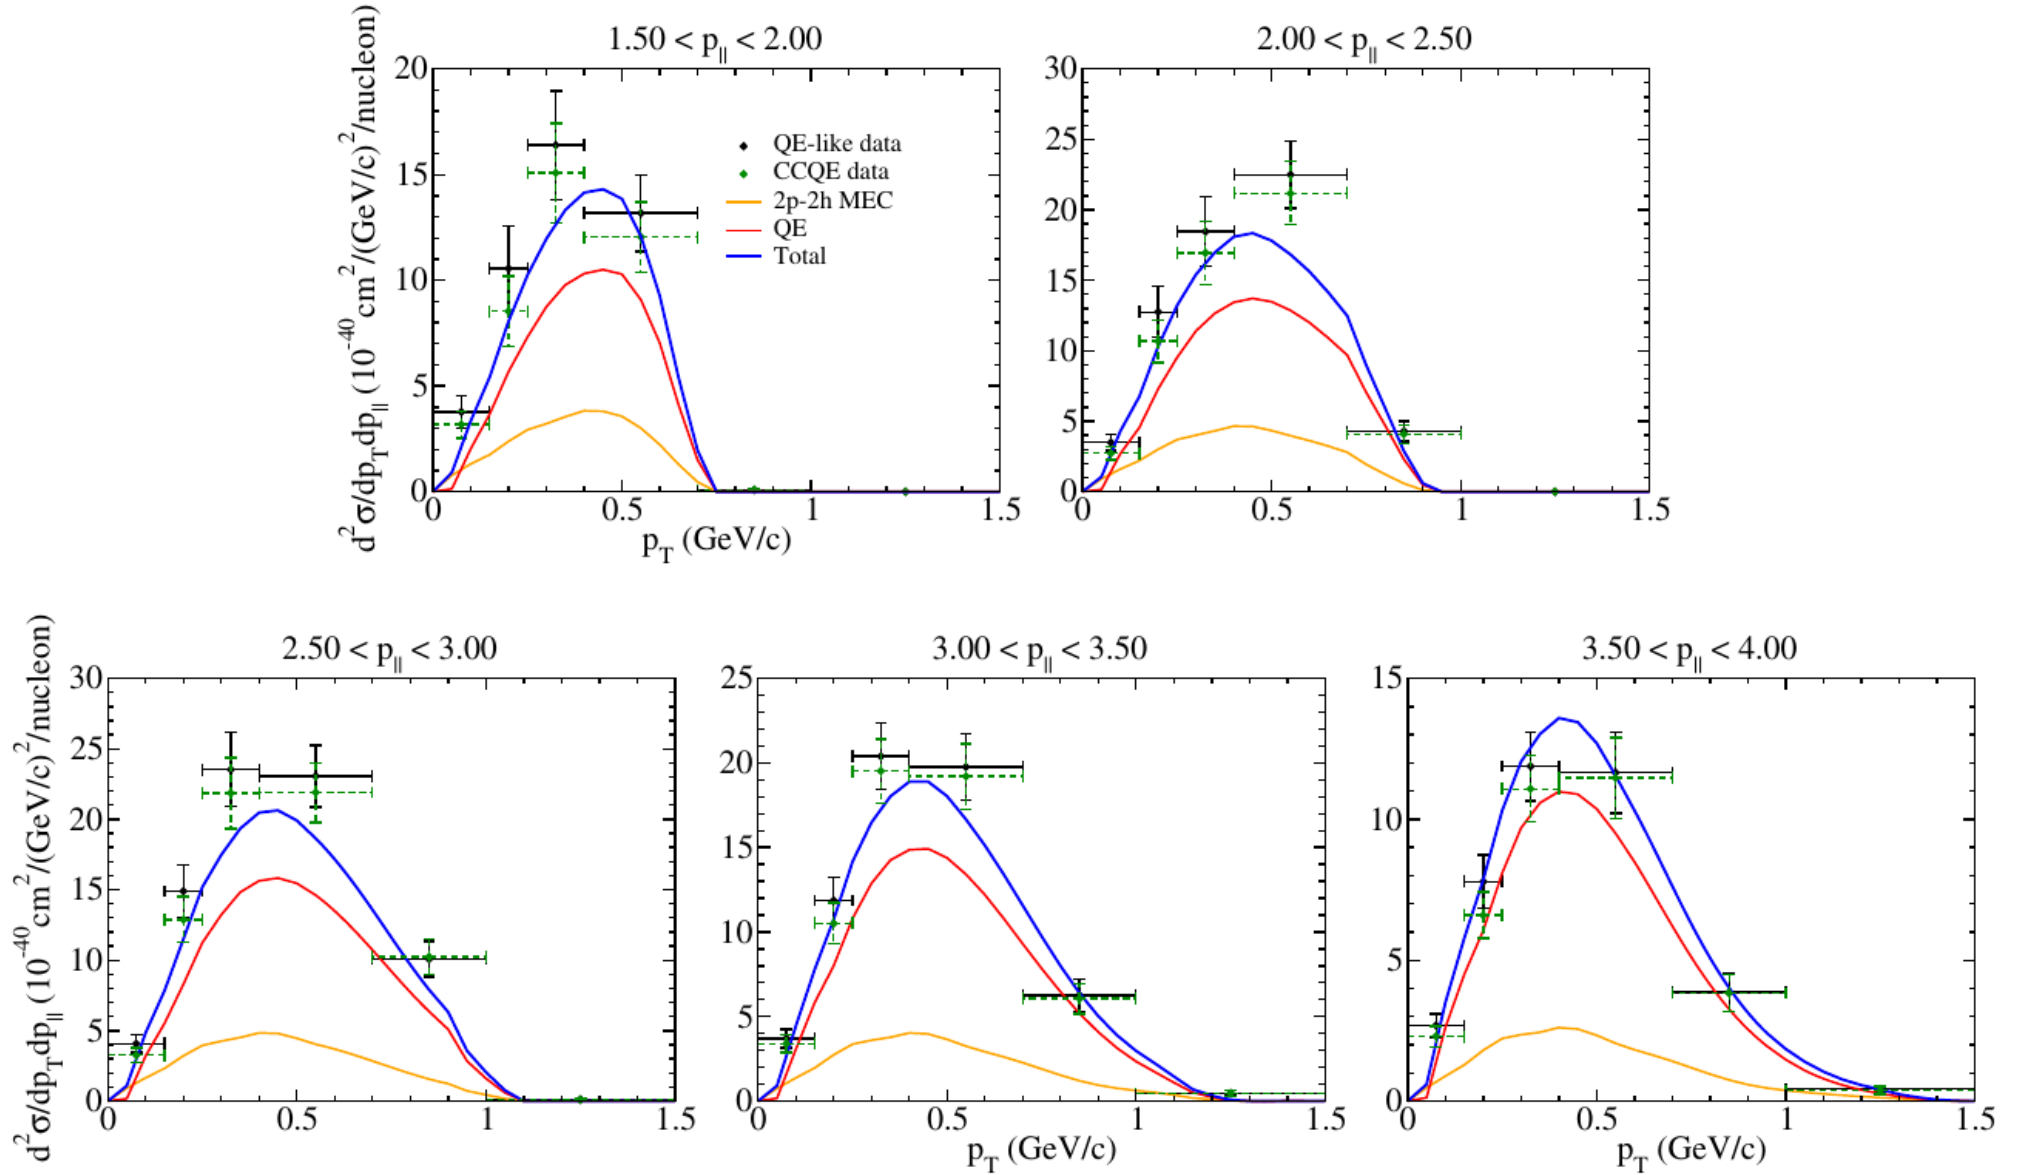 1.50 < p|| < 2.00
2.00 < p|| < 2.50
d²σ/dpTdp|| (10⁻⁴⁰cm²/(GeV/c)²/nucleon)
20
15
10
5
0
0 0.5 1 1.5
pT (GeV/c)
QE-like data
CCQE data
2p-2h MEC
QE
Total
30
25
20
15
10
5
0
0 0.5 1 1.5
2.50 < p|| < 3.00
3.00 < p|| < 3.50
3.50 < p|| < 4.00
d²σ/dpTdp|| (10⁻⁴⁰cm²/(GeV/c)²/nucleon)
30
25
20
15
10
5
0
0 0.5 1 1.5
25
20
15
10
5
0
0 0.5 1 1.5
pT (GeV/c)
15
10
5
0
0 0.5 1 1.5
pT (GeV/c)